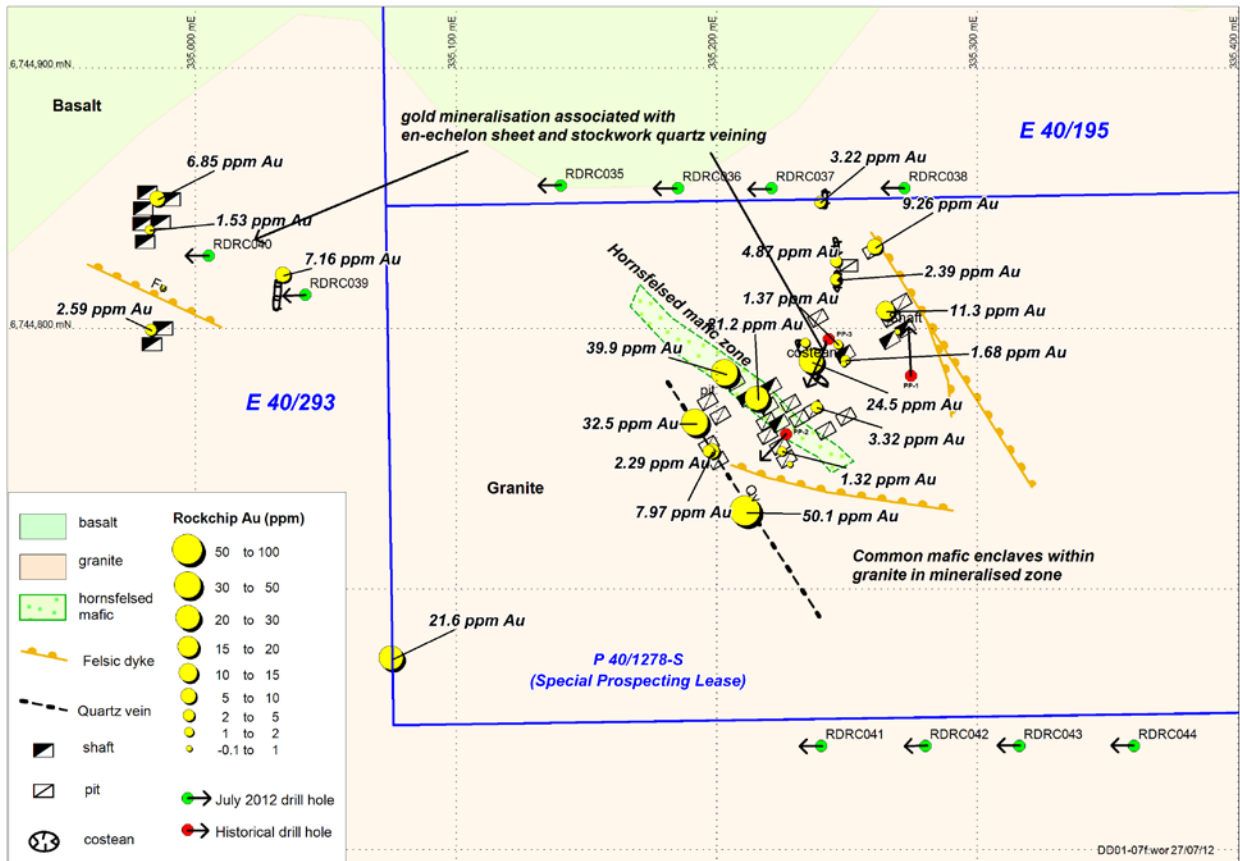 335.000 mE
335.100 mE
335.200 mE
335.300 mE
335.400 mE
6,744,900 mN
Basalt
gold mineralisation associated with
en-echelon sheet and stockwork quartz veining
E 40/195
6.85 ppm Au
RDRC035
RDRC036
RDRC037
3.22 ppm Au
RDRC038
1.53 ppm Au
9.26 ppm Au
RDRC040
7.16 ppm Au
Hornsfelsed mafic zone
4.87 ppm Au
2.39 ppm Au
RDRC039
1.37 ppm Au
2.59 ppm Au
11.3 ppm Au
6,744,800 mN
21.2 ppm Au
shaft
PP-3
costean
39.9 ppm Au
1.68 ppm Au
PP-1
pit
E 40/293
24.5 ppm Au
32.5 ppm Au
3.32 ppm Au
PP-2
2.29 ppm Au
1.32 ppm Au
Granite
Qv
7.97 ppm Au
50.1 ppm Au
Common mafic enclaves within
granite in mineralised zone
21.6 ppm Au
P 40/1278-S
(Special Prospecting Lease)
RDRC041
RDRC042
RDRC043
RDRC044
basalt
granite
hornsfelsed
mafic
Felsic dyke
Quartz vein
shaft
pit
costean
Rockchip Au (ppm)
50 to 100
30 to 50
20 to 30
15 to 20
10 to 15
5 to 10
2 to 5
1 to 2
-0.1 to 1
July 2012 drill hole
Historical drill hole
DD01-07f.wor 27/07/12